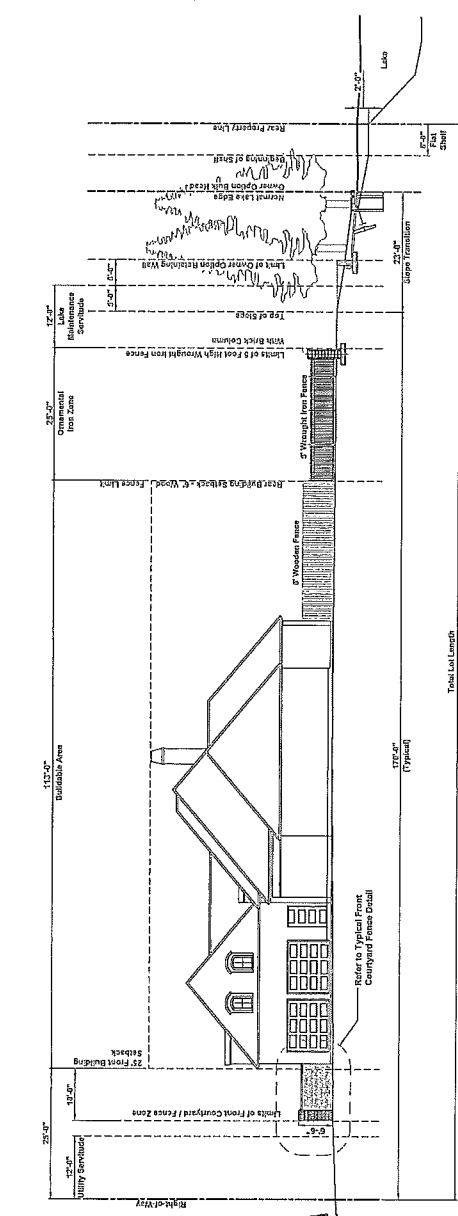 Lake
2'-0"
Rear Property Line
6'-0"
Flat
Shelf
Beginning of Shelf
Owner Option Bulk Head
Normal Lake Edge
Limit of Owner Option Retaining Wall
23'-0"
Slope Transition
5'-0"
5'-0"
12'-0"
Lake
Maintenance
Servitude
Top of Slope
With Brick Column
Limits of 5 Foot High Wrought Iron Fence
25'-0"
Ornamental
Iron Zone
5' Wrought Iron Fence
Rear Building Setback - 6' Wood Fence Limit
6' Wooden Fence
Total Lot Length
113'-0"
Buildable Area
170'-0"
(Typical)
Refer to Typical Front
Courtyard Fence Detail
25' Front Building
Setback
10'-0"
Limits of Front Courtyard / Fence Zone
6'-6"
25'-0"
12'-0"
Utility Servitude
Right-of-Way